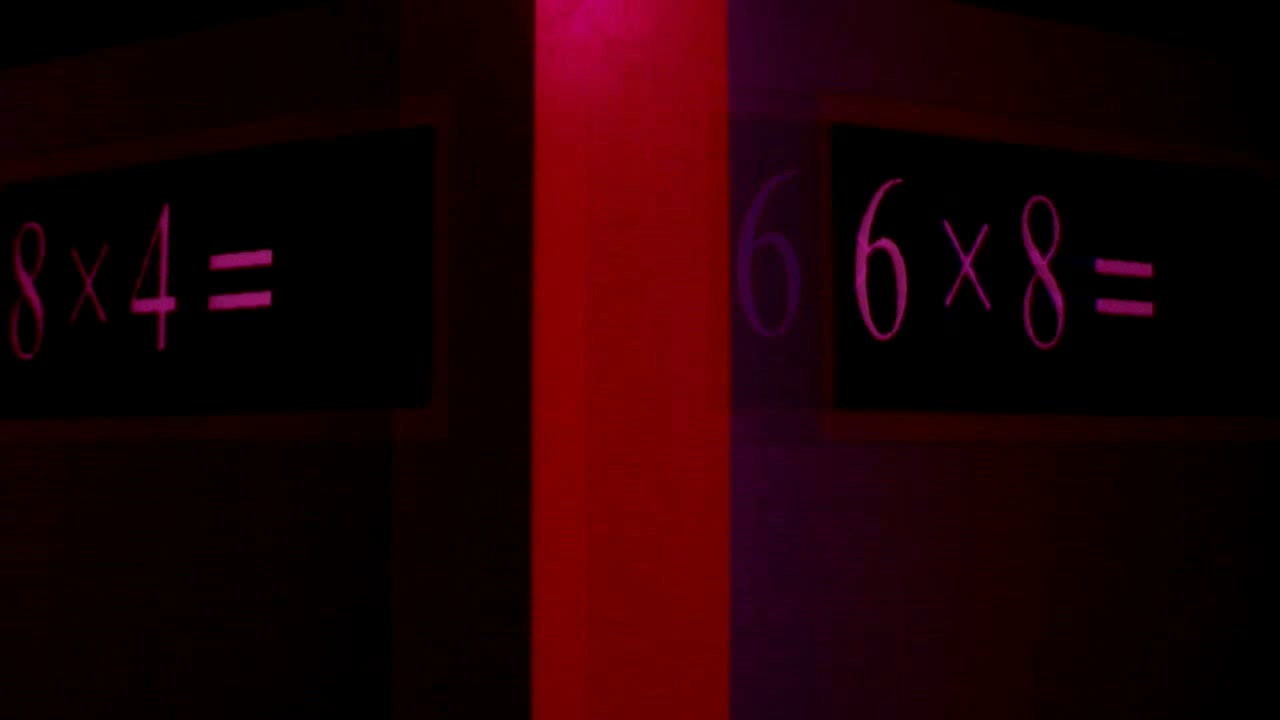 8 × 4 =
6 6 × 8 =